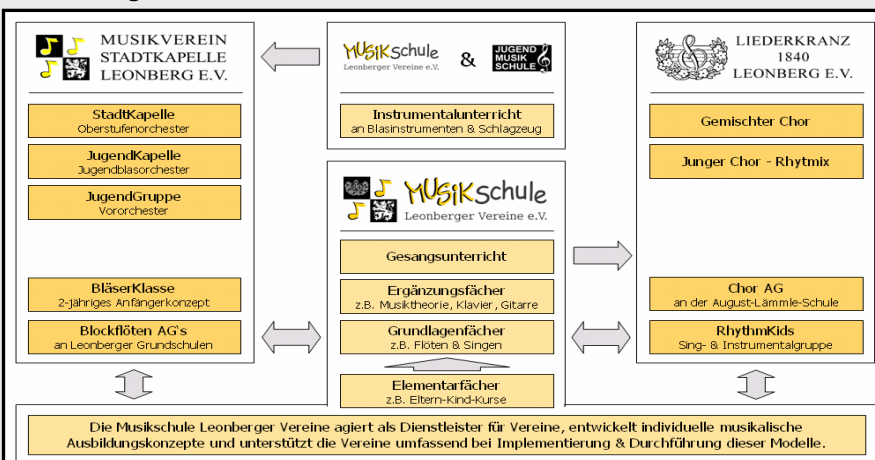 MUSIKVEREIN
STADTKAPELLE
LEONBERG E.V.
StadtKapelle
Oberstufenorchester
JugendKapelle
Jugendblasorchester
JugendGruppe
Vororchester
BläserKlasse
2-jähriges Anfängerkonzept
Blockflöten AG`s
an Leonberger Grundschulen
MUSiKschule
Leonberger Vereine e.V.
&
JUGEND
MUSIK
SCHULE
Instrumentalunterricht
an Blasinstrumenten & Schlagzeug
MUSiKschule
Leonberger Vereine e.V.
Gesangsunterricht
Ergänzungsfächer
z.B. Musiktheorie, Klavier, Gitarre
Grundlagenfächer
z.B. Flöten & Singen
Elementarfächer
z.B. Eltern-Kind-Kurse
LIEDERKRANZ
1840
LEONBERG E.V.
Gemischter Chor
Junger Chor - Rhytmix
Chor AG
an der August-Lämmle-Schule
RhythmKids
Sing- & Instrumentalgruppe
Die Musikschule Leonberger Vereine agiert als Dienstleister für Vereine, entwickelt individuelle musikalische
Ausbildungskonzepte und unterstützt die Vereine umfassend bei Implementierung & Durchführung dieser Modelle.